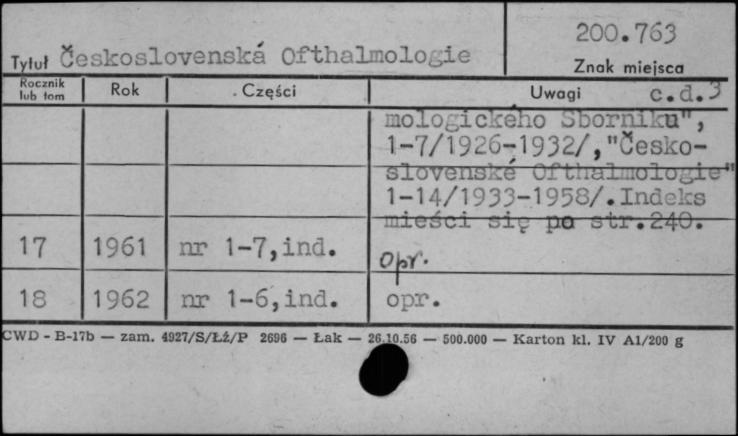 200.763
Tytuł Československá Ofthalmologie
Znak miejsca
Rocznik lub tom Rok Części Uwagi c.d.3
mologického Sborniku",
1-7/1926-1932/,"Česko-
slovenské Ofthalmologie"
1-14/1933-1958/.Indeks
mieści się po str.240.
17 1961 nr 1-7,ind. opr.
18 1962 nr 1-6,ind. opr.
CWD - B-17b — zam. 4927/S/Łź/P 2696 — Łak — 26.10.56 — 500.000 — Karton kl. IV A1/200 g